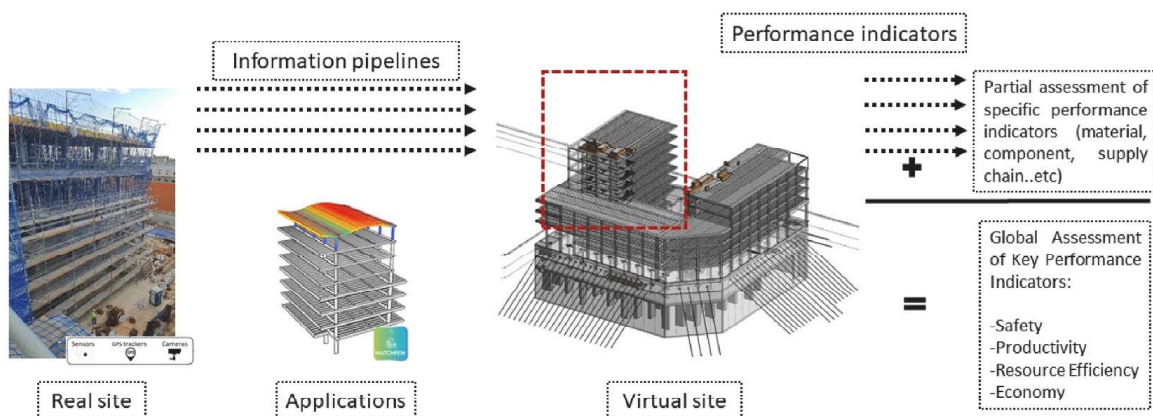 Performance indicators
Information pipelines
Partial assessment of
specific performance
indicators (material,
component, supply
chain..etc)
+
Global Assessment
of Key Performance
Indicators:
-Safety
-Productivity
-Resource Efficiency
-Economy
=
Sensors GPS trackers Cameras
MATCHPEN
Real site
Applications
Virtual site